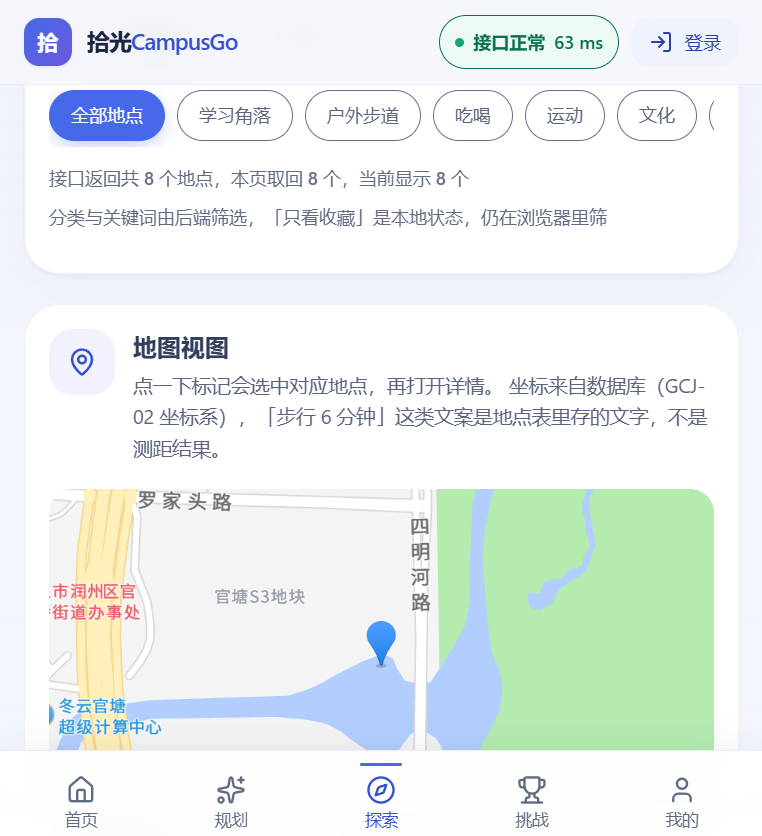 拾 拾光CampusGo 接口正常 63 ms 登录
全部地点 学习角落 户外步道 吃喝 运动 文化
接口返回共 8 个地点，本页取回 8 个，当前显示 8 个
分类与关键词由后端筛选，「只看收藏」是本地状态，仍在浏览器里筛
地图视图
点一下标记会选中对应地点，再打开详情。 坐标来自数据库（GCJ-
02 坐标系），「步行 6 分钟」这类文案是地点表里存的文字，不是
测距结果。
罗家头路
四明河路
官塘S3地块
市润州区官
街道办事处
冬云官塘
超级计算中心
首页 规划 探索 挑战 我的